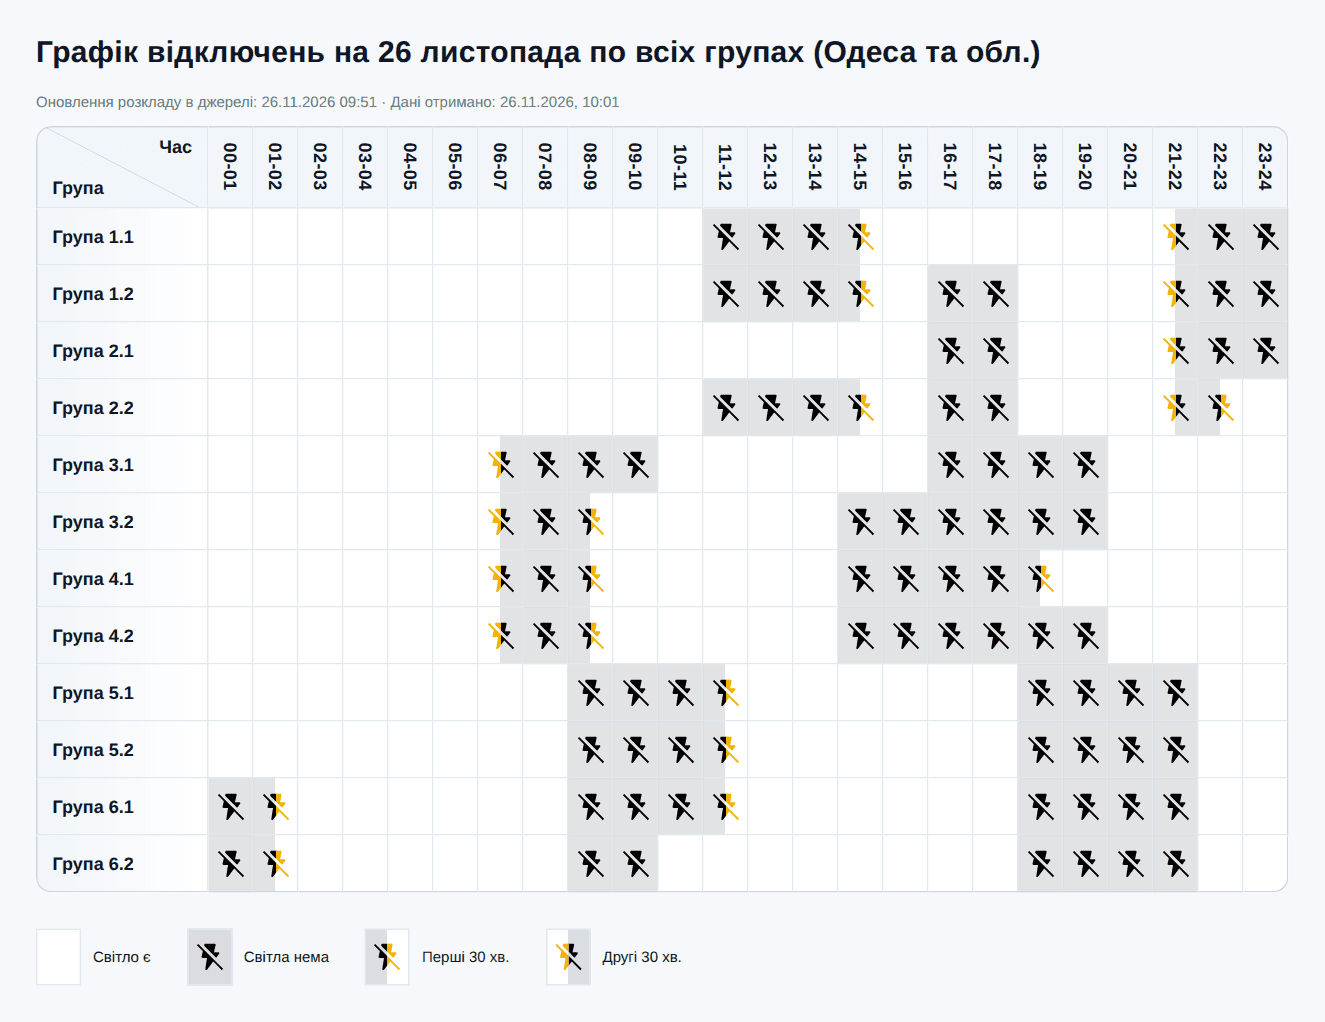 Графік відключень на 26 листопада по всіх групах (Одеса та обл.)
Оновлення розкладу в джерелі: 26.11.2026 09:51 · Дані отримано: 26.11.2026, 10:01
Час
Група
00-01 01-02 02-03 03-04 04-05 05-06 06-07 07-08 08-09 09-10 10-11 11-12 12-13 13-14 14-15 15-16 16-17 17-18 18-19 19-20 20-21 21-22 22-23 23-24
Група 1.1
Група 1.2
Група 2.1
Група 2.2
Група 3.1
Група 3.2
Група 4.1
Група 4.2
Група 5.1
Група 5.2
Група 6.1
Група 6.2
Світло є Світла нема Перші 30 хв. Другі 30 хв.